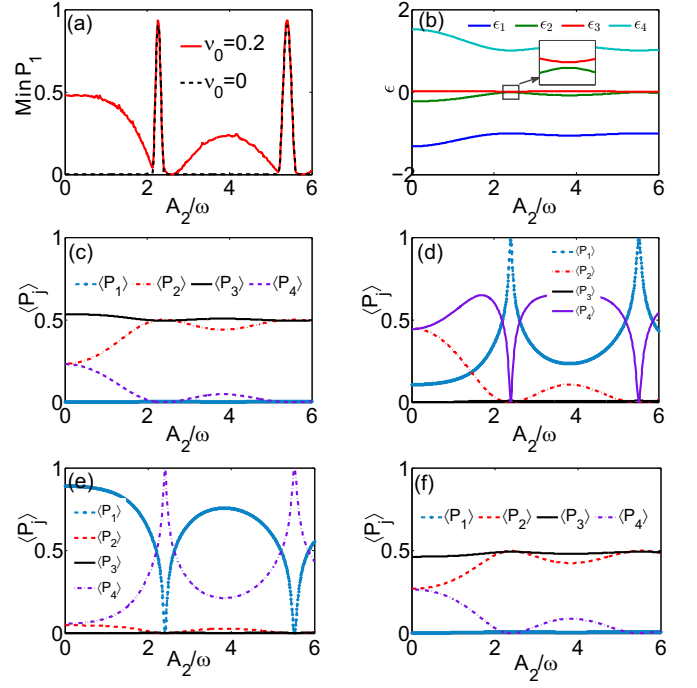 (a)
Min P₁
1
0
ν₀=0.2
ν₀=0
0 2 4 6
A₂/ω
(b)
ϵ
2
0
−2
ϵ₁ ϵ₂ ϵ₃ ϵ₄
0 2 4 6
A₂/ω
(c)
⟨Pⱼ⟩
1
0.5
0
⟨P₁⟩ ⟨P₂⟩ ⟨P₃⟩ ⟨P₄⟩
0 2 4 6
A₂/ω
(d)
⟨Pⱼ⟩
1
0.5
0
⟨P₁⟩
⟨P₂⟩
⟨P₃⟩
⟨P₄⟩
0 2 4 6
A₂/ω
(e)
⟨Pⱼ⟩
1
0.5
0
⟨P₁⟩
⟨P₂⟩
⟨P₃⟩
⟨P₄⟩
0 2 4 6
A₂/ω
(f)
⟨Pⱼ⟩
1
0.5
0
⟨P₁⟩ ⟨P₂⟩ ⟨P₃⟩ ⟨P₄⟩
0 2 4 6
A₂/ω